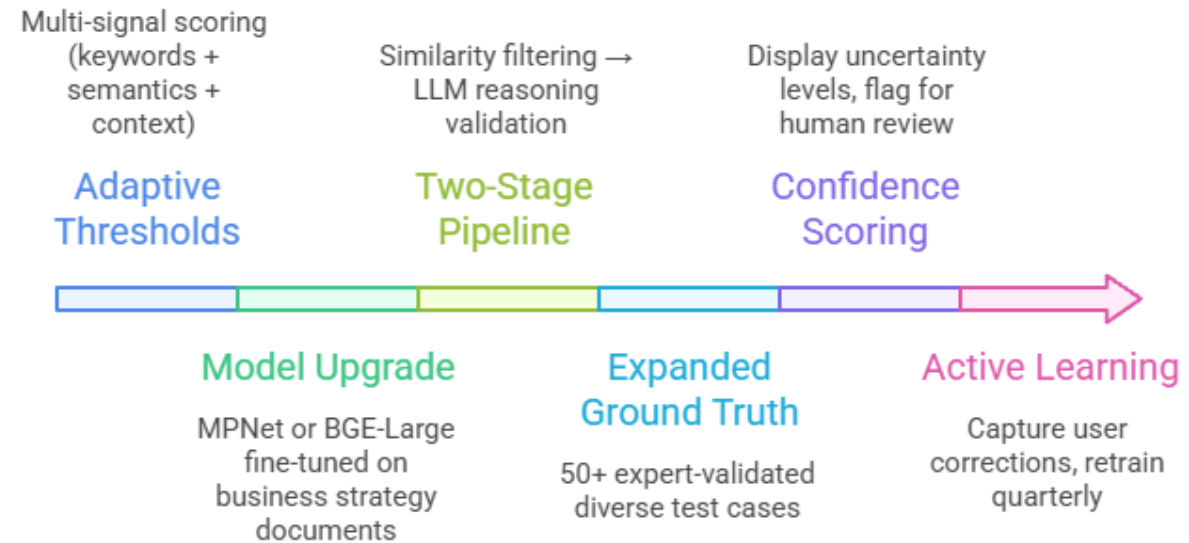 Multi-signal scoring
(keywords +
semantics +
context)
Adaptive
Thresholds
Model Upgrade
MPNet or BGE-Large
fine-tuned on
business strategy
documents
Similarity filtering →
LLM reasoning
validation
Two-Stage
Pipeline
Expanded
Ground Truth
50+ expert-validated
diverse test cases
Display uncertainty
levels, flag for
human review
Confidence
Scoring
Active Learning
Capture user
corrections, retrain
quarterly